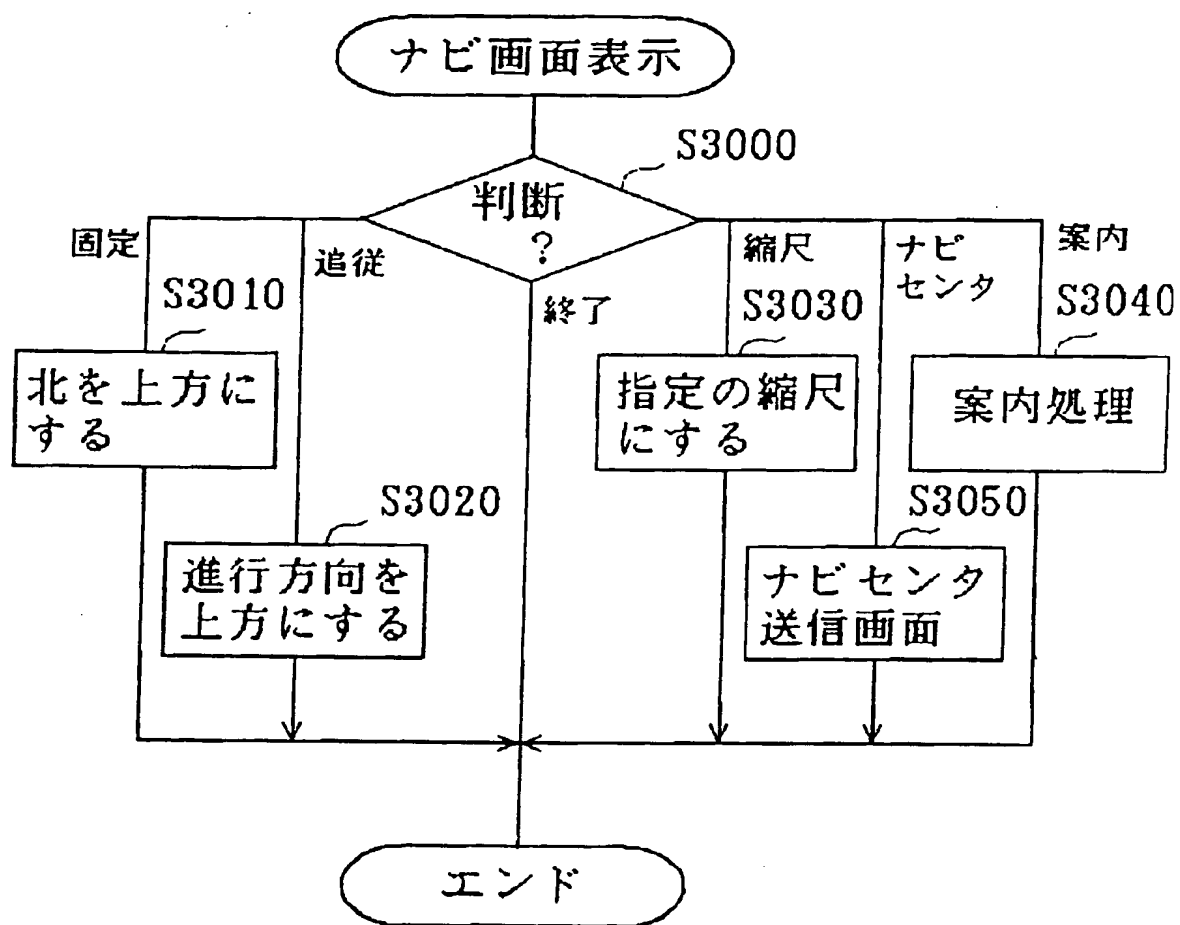 ナビ画面表示
S3000
判断
?
固定
追従
終了
縮尺
ナビ
センタ
案内
S3010
北を上方に
する
S3020
進行方向を
上方にする
S3030
指定の縮尺
にする
S3040
案内処理
S3050
ナビセンタ
送信画面
エンド